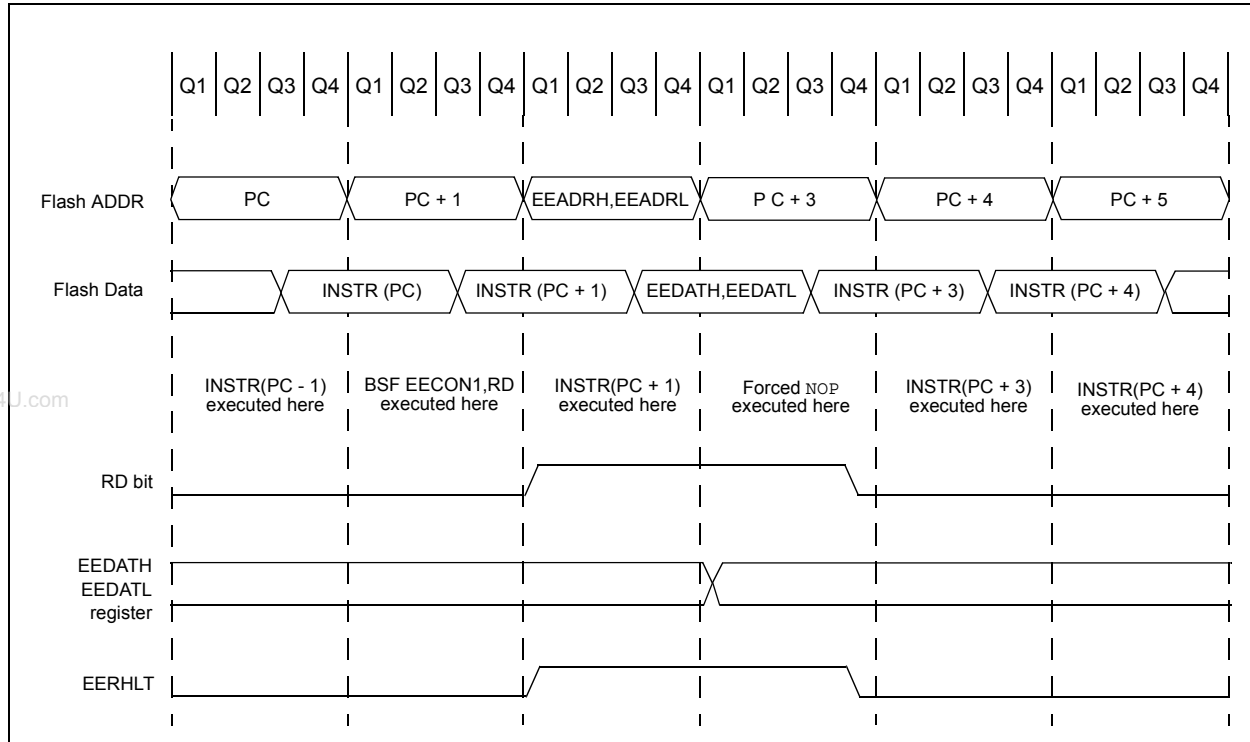 Q1 Q2 Q3 Q4 Q1 Q2 Q3 Q4 Q1 Q2 Q3 Q4 Q1 Q2 Q3 Q4 Q1 Q2 Q3 Q4 Q1 Q2 Q3 Q4
Flash ADDR PC PC + 1 EEADRH,EEADRL P C + 3 PC + 4 PC + 5
Flash Data INSTR (PC) INSTR (PC + 1) EEDATH,EEDATL INSTR (PC + 3) INSTR (PC + 4)
INSTR(PC - 1) BSF EECON1,RD INSTR(PC + 1) Forced NOP INSTR(PC + 3) INSTR(PC + 4)
executed here executed here executed here executed here executed here executed here
4U.com
RD bit
EEDATH
EEDATL
register
EERHLT